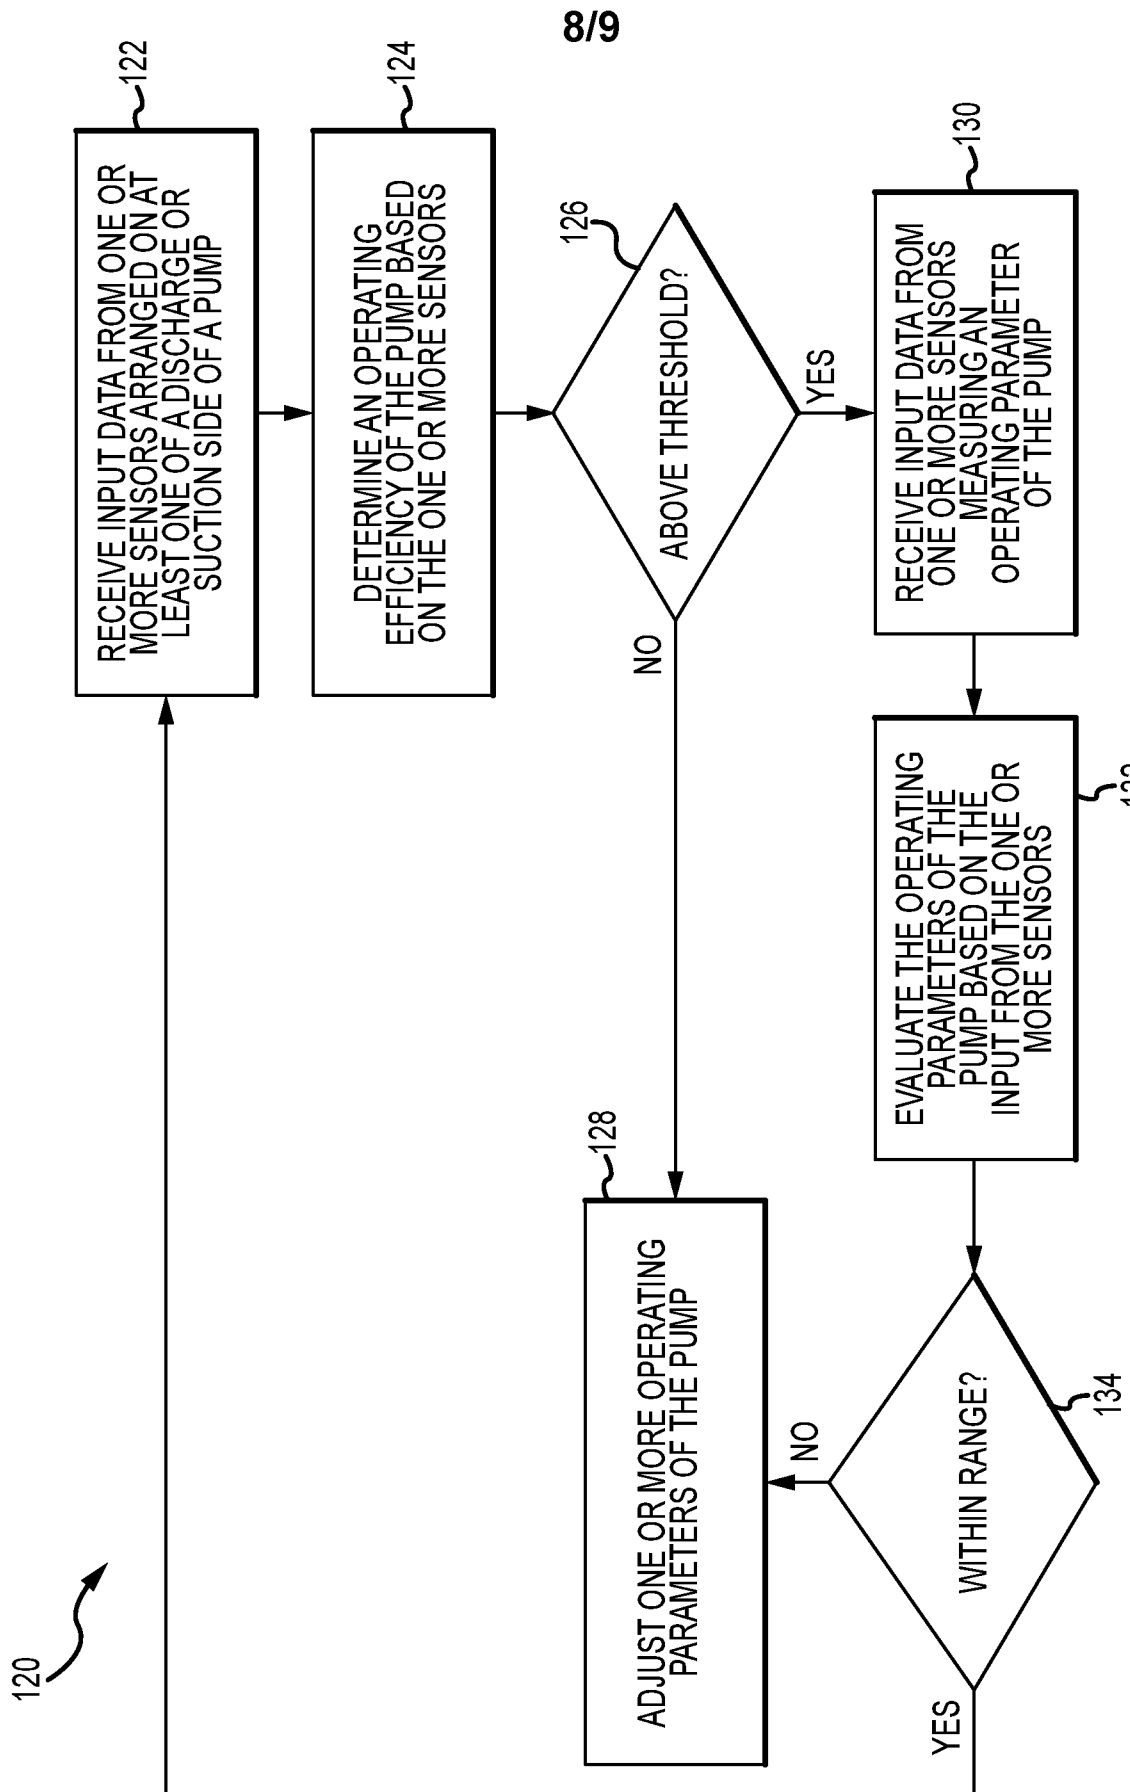 8/9
120
RECEIVE INPUT DATA FROM ONE OR
MORE SENSORS ARRANGED ON AT
LEAST ONE OF A DISCHARGE OR
SUCTION SIDE OF A PUMP
122
DETERMINE AN OPERATING
EFFICIENCY OF THE PUMP BASED
ON THE ONE OR MORE SENSORS
124
ABOVE THRESHOLD?
126
NO
YES
ADJUST ONE OR MORE OPERATING
PARAMETERS OF THE PUMP
128
RECEIVE INPUT DATA FROM
ONE OR MORE SENSORS
MEASURING AN
OPERATING PARAMETER
OF THE PUMP
130
EVALUATE THE OPERATING
PARAMETERS OF THE
PUMP BASED ON THE
INPUT FROM THE ONE OR
MORE SENSORS
WITHIN RANGE?
134
NO
YES